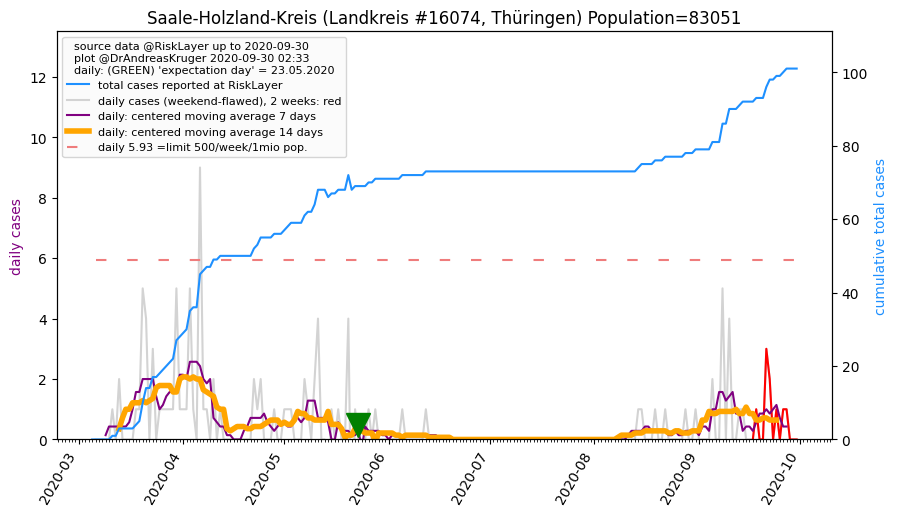 Saale-Holzland-Kreis (Landkreis #16074, Thüringen) Population=83051
source data @RiskLayer up to 2020-09-30
plot @DrAndreasKruger 2020-09-30 02:33
daily: (GREEN) 'expectation day' = 23.05.2020
total cases reported at RiskLayer
daily cases (weekend-flawed), 2 weeks: red
daily: centered moving average 7 days
daily: centered moving average 14 days
daily 5.93 =limit 500/week/1mio pop.
daily cases
12
10
8
6
4
2
0
100
80
60
40
20
0
cumulative total cases
2020-03
2020-04
2020-05
2020-06
2020-07
2020-08
2020-09
2020-10